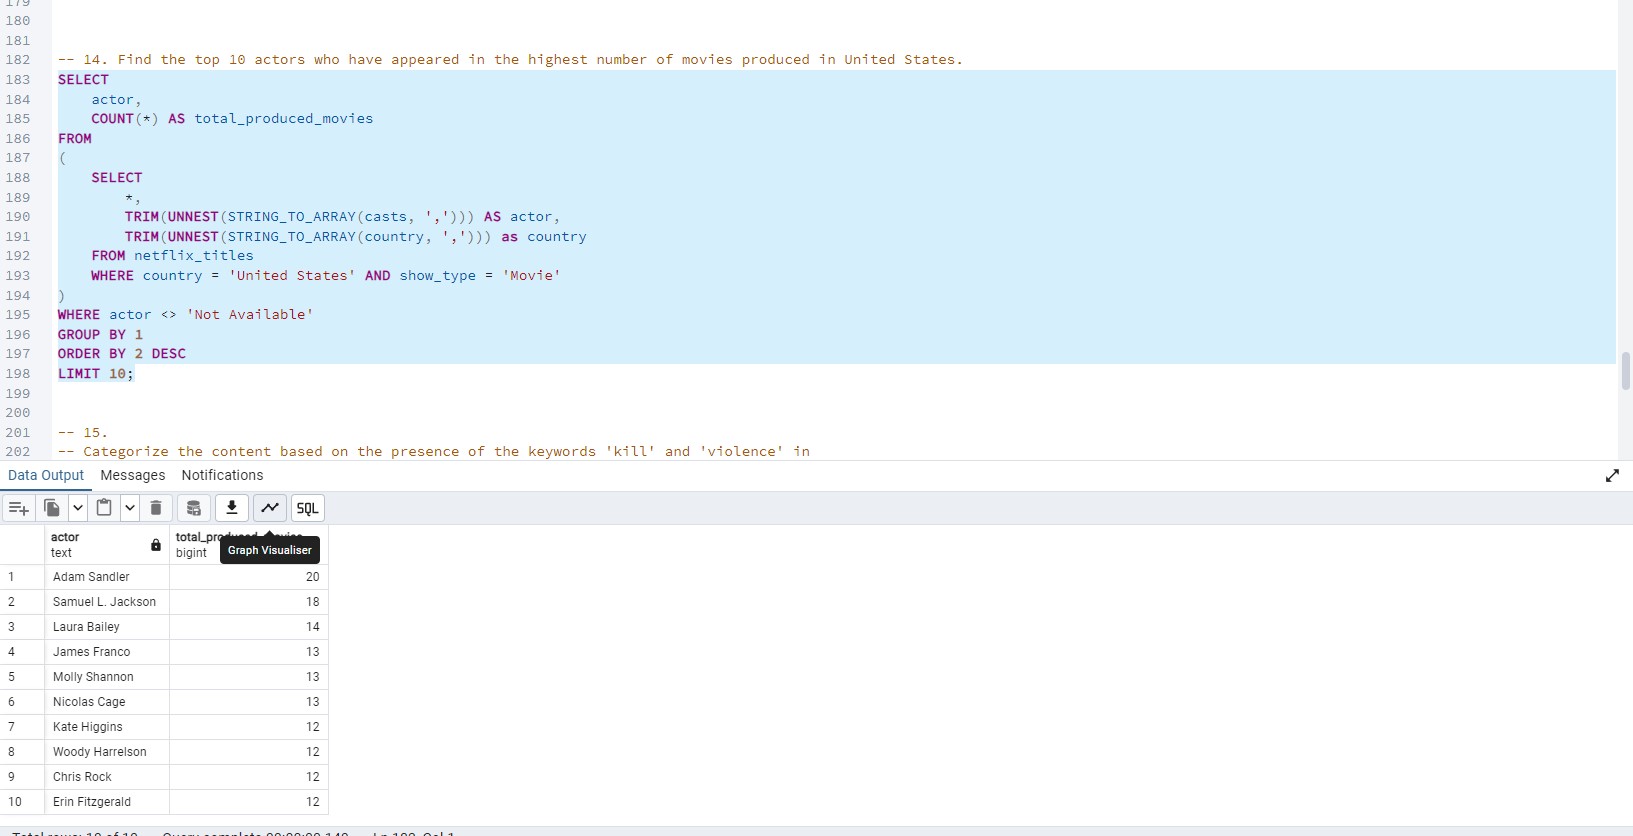 179
180
181
182 -- 14. Find the top 10 actors who have appeared in the highest number of movies produced in United States.
183 SELECT
184 actor,
185 COUNT(*) AS total_produced_movies
186 FROM
187 (
188 SELECT
189 *,
190 TRIM(UNNEST(STRING_TO_ARRAY(casts, ','))) AS actor,
191 TRIM(UNNEST(STRING_TO_ARRAY(country, ','))) as country
192 FROM netflix_titles
193 WHERE country = 'United States' AND show_type = 'Movie'
194 )
195 WHERE actor <> 'Not Available'
196 GROUP BY 1
197 ORDER BY 2 DESC
198 LIMIT 10;
199
200
201 -- 15.
202 -- Categorize the content based on the presence of the keywords 'kill' and 'violence' in
Data Output Messages Notifications
SQL
actor total_produced_movies
text bigint
Graph Visualiser
1 Adam Sandler 20
2 Samuel L. Jackson 18
3 Laura Bailey 14
4 James Franco 13
5 Molly Shannon 13
6 Nicolas Cage 13
7 Kate Higgins 12
8 Woody Harrelson 12
9 Chris Rock 12
10 Erin Fitzgerald 12